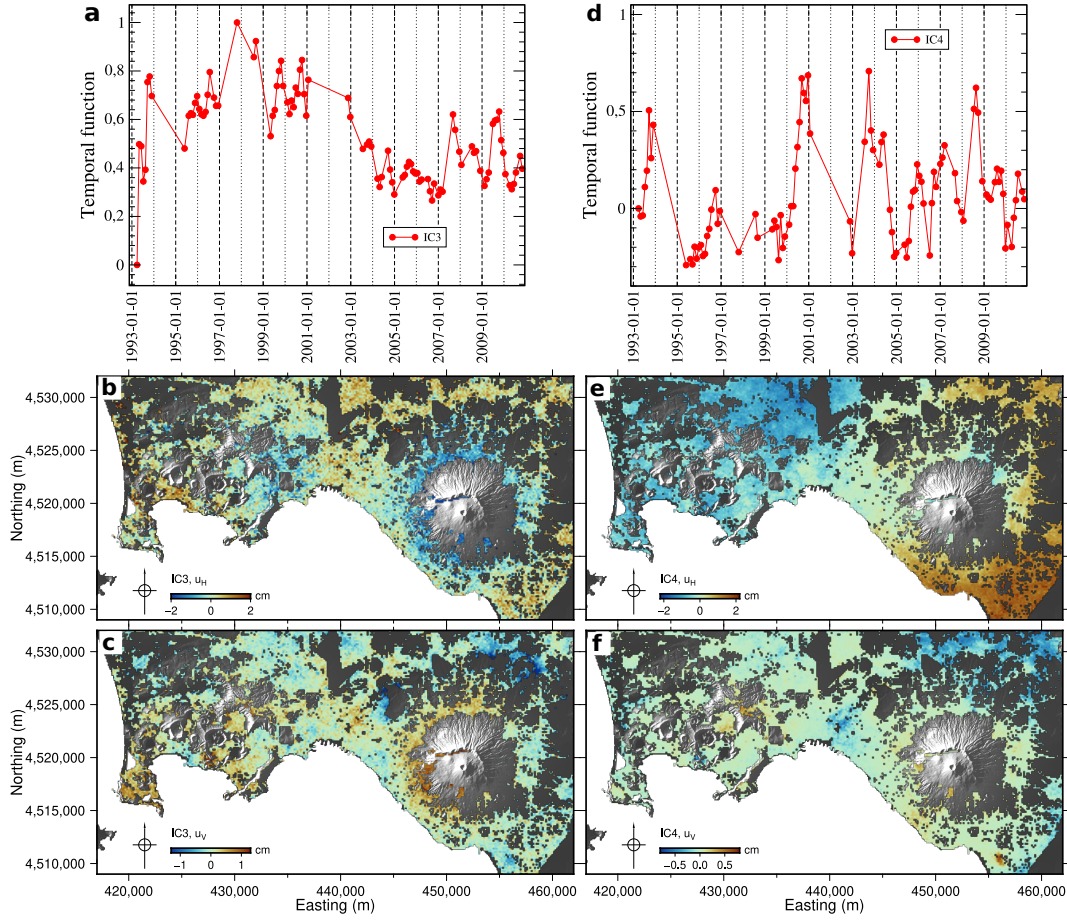 a
Temporal function
1
0,8
0,6
0,4
0,2
0
IC3
1993-01-01
1995-01-01
1997-01-01
1999-01-01
2001-01-01
2003-01-01
2005-01-01
2007-01-01
2009-01-01
d
Temporal function
1
0,5
0
IC4
1993-01-01
1995-01-01
1997-01-01
1999-01-01
2001-01-01
2003-01-01
2005-01-01
2007-01-01
2009-01-01
b
Northing (m)
4,530,000
4,525,000
4,520,000
4,515,000
4,510,000
IC3, uH
cm
−2 0 2
e
IC4, uH
cm
−2 0 2
c
Northing (m)
4,530,000
4,525,000
4,520,000
4,515,000
4,510,000
IC3, uV
cm
−1 0 1
420,000 430,000 440,000 450,000 460,000
Easting (m)
f
IC4, uV
cm
−0.5 0.0 0.5
420,000 430,000 440,000 450,000 460,000
Easting (m)